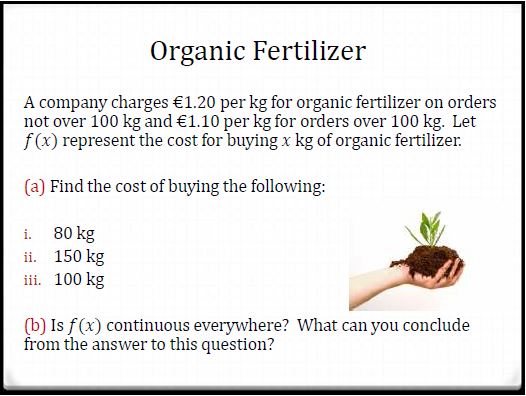 Organic Fertilizer
A company charges €1.20 per kg for organic fertilizer on orders
not over 100 kg and €1.10 per kg for orders over 100 kg. Let
f(x) represent the cost for buying x kg of organic fertilizer.
(a) Find the cost of buying the following:
i. 80 kg
ii. 150 kg
iii. 100 kg
(b) Is f(x) continuous everywhere? What can you conclude
from the answer to this question?